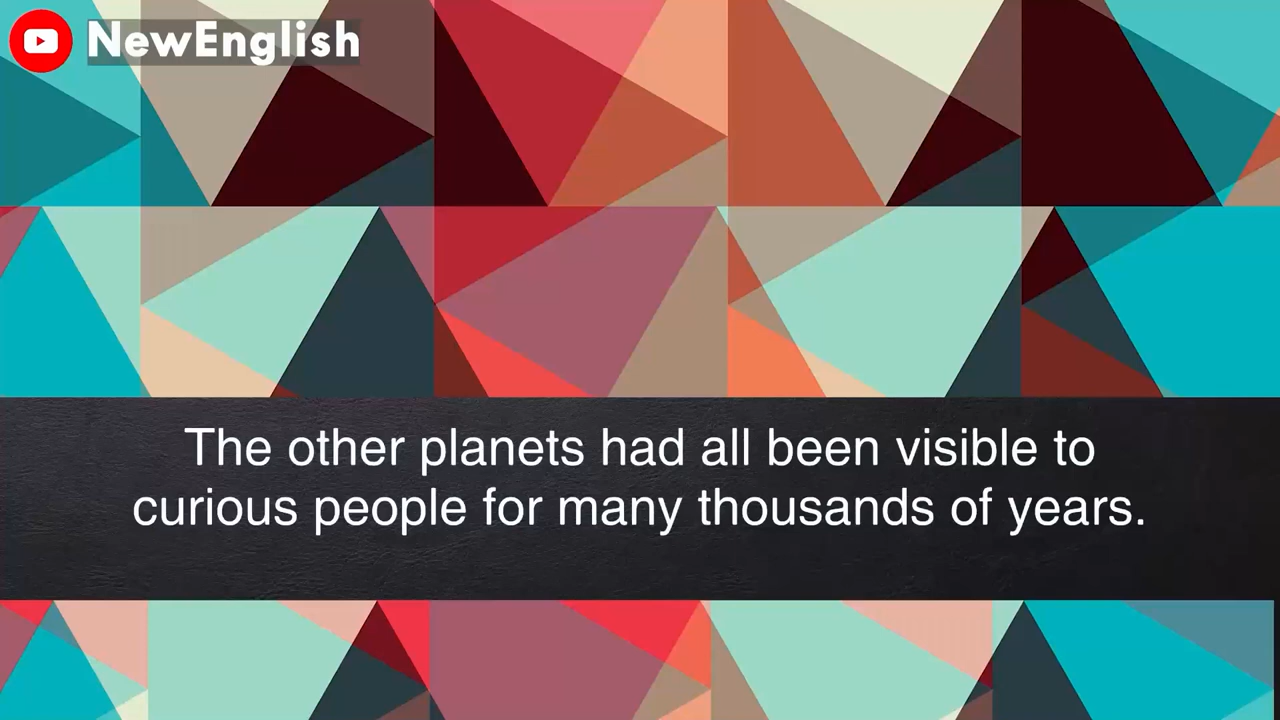 NewEnglish
The other planets had all been visible to
curious people for many thousands of years.